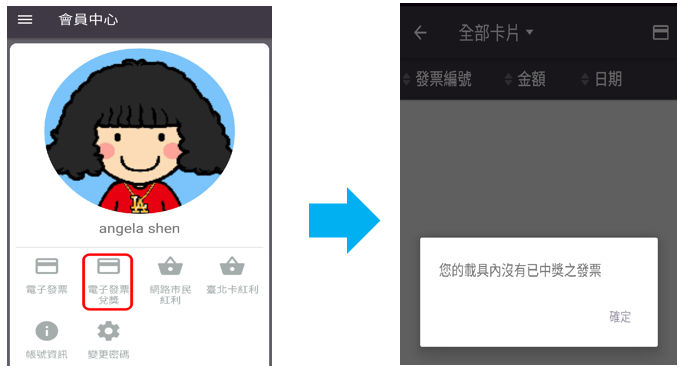 會員中心
LA
angela shen
電子發票
電子發票
兌獎
網路市民
紅利
臺北卡紅利
帳號資訊
變更密碼
全部卡片
發票編號
金額
日期
您的載具內沒有已中獎之發票
確定